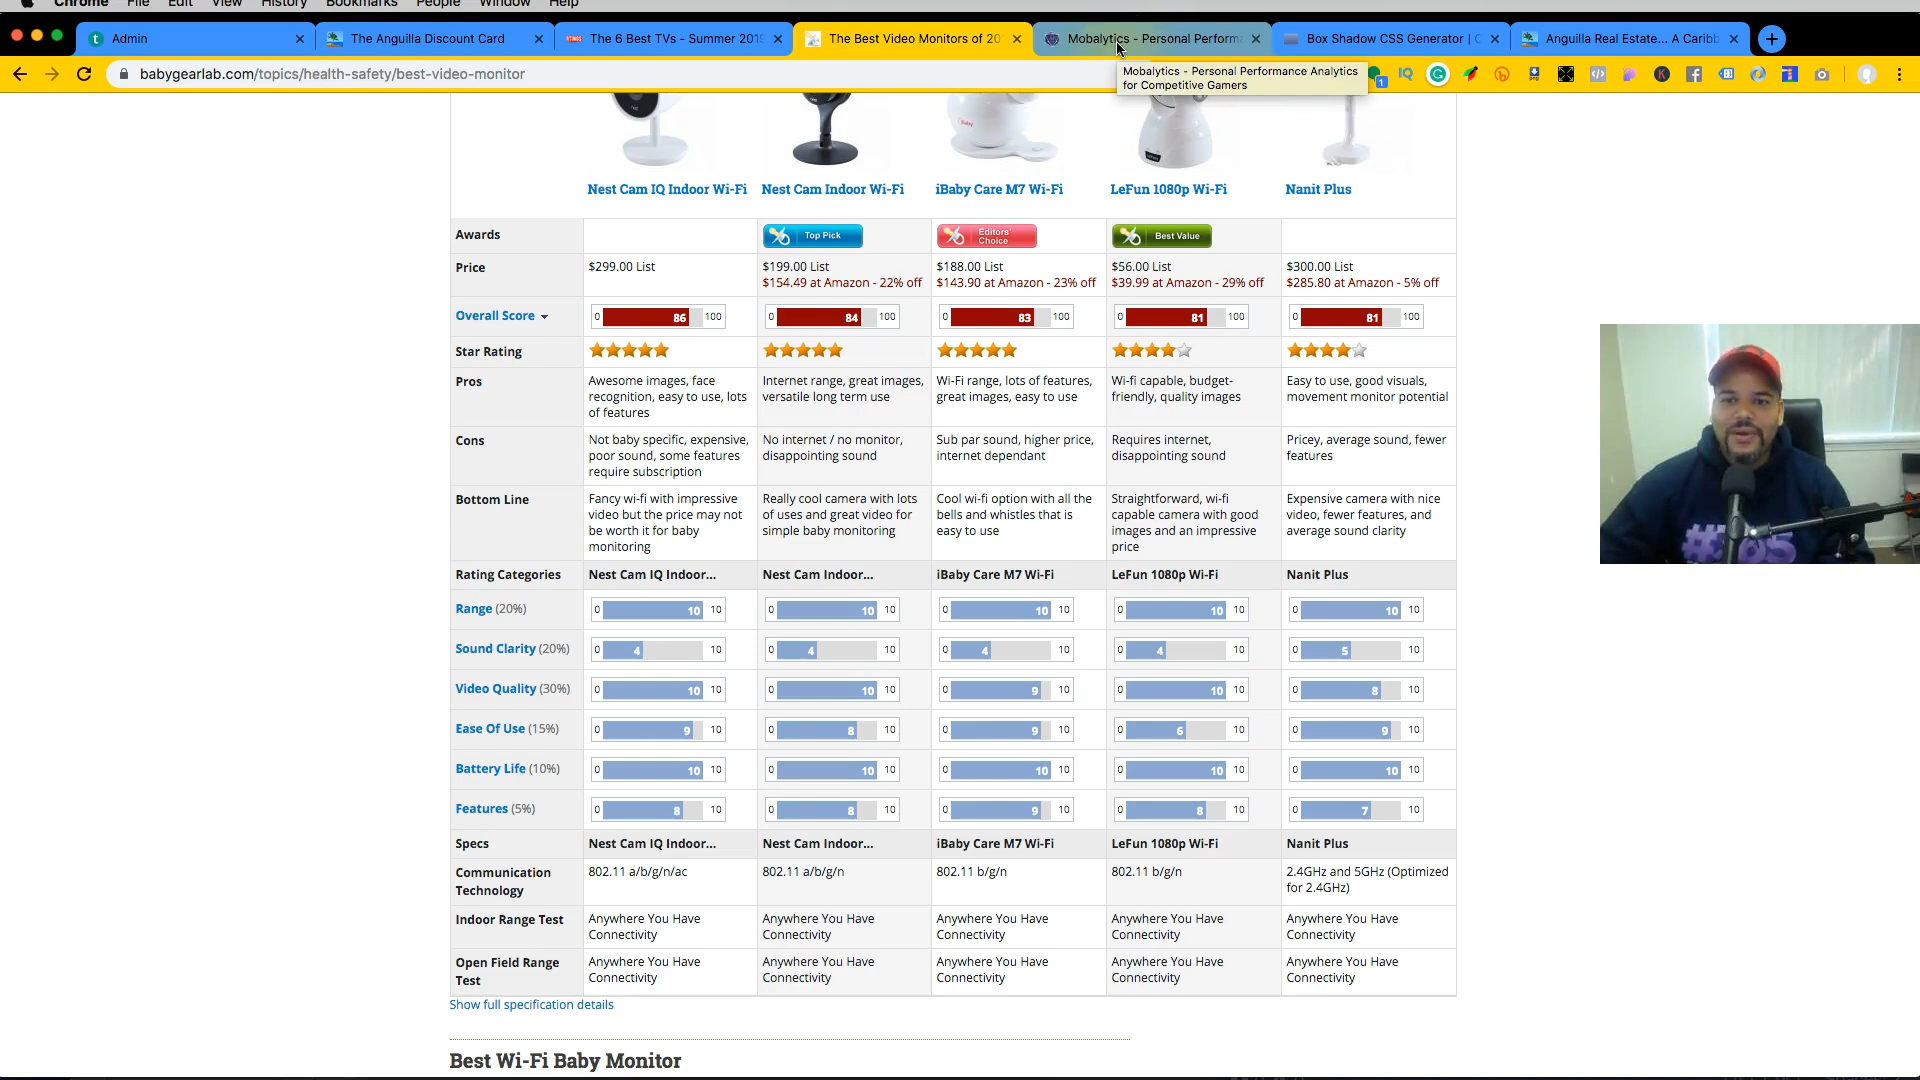 Chrome File Edit View History Bookmarks People Window Help
Admin
The Anguilla Discount Card
The 6 Best TVs - Summer 2019
The Best Video Monitors of 20
Mobalytics - Personal Perform
Box Shadow CSS Generator | C
Anguilla Real Estate... A Caribb
babygearlab.com/topics/health-safety/best-video-monitor
Mobalytics - Personal Performance Analytics
for Competitive Gamers
Nest Cam IQ Indoor Wi-Fi Nest Cam Indoor Wi-Fi iBaby Care M7 Wi-Fi LeFun 1080p Wi-Fi Nanit Plus
Awards Top Pick Editors' Choice Best Value
Price $299.00 List $199.00 List $188.00 List $56.00 List $300.00 List
$154.49 at Amazon - 22% off $143.90 at Amazon - 23% off $39.99 at Amazon - 29% off $285.80 at Amazon - 5% off
Overall Score 0 86 100 0 84 100 0 83 100 0 81 100 0 81 100
Star Rating
Pros Awesome images, face Internet range, great images, Wi-Fi range, lots of features, Wi-fi capable, budget- Easy to use, good visuals,
recognition, easy to use, lots versatile long term use great images, easy to use friendly, quality images movement monitor potential
of features
Cons Not baby specific, expensive, No internet / no monitor, Sub par sound, higher price, Requires internet, Pricey, average sound, fewer
poor sound, some features disappointing sound internet dependant disappointing sound features
require subscription
Bottom Line Fancy wi-fi with impressive Really cool camera with lots Cool wi-fi option with all the Straightforward, wi-fi Expensive camera with nice
video but the price may not of uses and great video for bells and whistles that is capable camera with good video, fewer features, and
be worth it for baby simple baby monitoring easy to use images and an impressive average sound clarity
monitoring price
Rating Categories Nest Cam IQ Indoor... Nest Cam Indoor... iBaby Care M7 Wi-Fi LeFun 1080p Wi-Fi Nanit Plus
Range (20%) 0 10 10 0 10 10 0 10 10 0 10 10 0 10 10
Sound Clarity (20%) 0 4 10 0 4 10 0 4 10 0 4 10 0 5 10
Video Quality (30%) 0 10 10 0 10 10 0 9 10 0 10 10 0 8 10
Ease Of Use (15%) 0 9 10 0 8 10 0 9 10 0 6 10 0 9 10
Battery Life (10%) 0 10 10 0 10 10 0 10 10 0 10 10 0 10 10
Features (5%) 0 8 10 0 8 10 0 9 10 0 8 10 0 7 10
Specs Nest Cam IQ Indoor... Nest Cam Indoor... iBaby Care M7 Wi-Fi LeFun 1080p Wi-Fi Nanit Plus
Communication 802.11 a/b/g/n/ac 802.11 a/b/g/n 802.11 b/g/n 802.11 b/g/n 2.4GHz and 5GHz (Optimized
Technology for 2.4GHz)
Indoor Range Test Anywhere You Have Anywhere You Have Anywhere You Have Anywhere You Have Anywhere You Have
Connectivity Connectivity Connectivity Connectivity Connectivity
Open Field Range Anywhere You Have Anywhere You Have Anywhere You Have Anywhere You Have Anywhere You Have
Test Connectivity Connectivity Connectivity Connectivity Connectivity
Show full specification details
Best Wi-Fi Baby Monitor